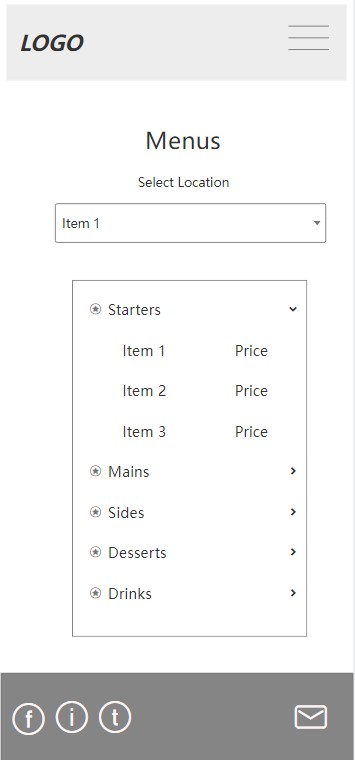 LOGO
Menus
Select Location
Item 1
Starters
Item 1 Price
Item 2 Price
Item 3 Price
Mains
Sides
Desserts
Drinks
f i t